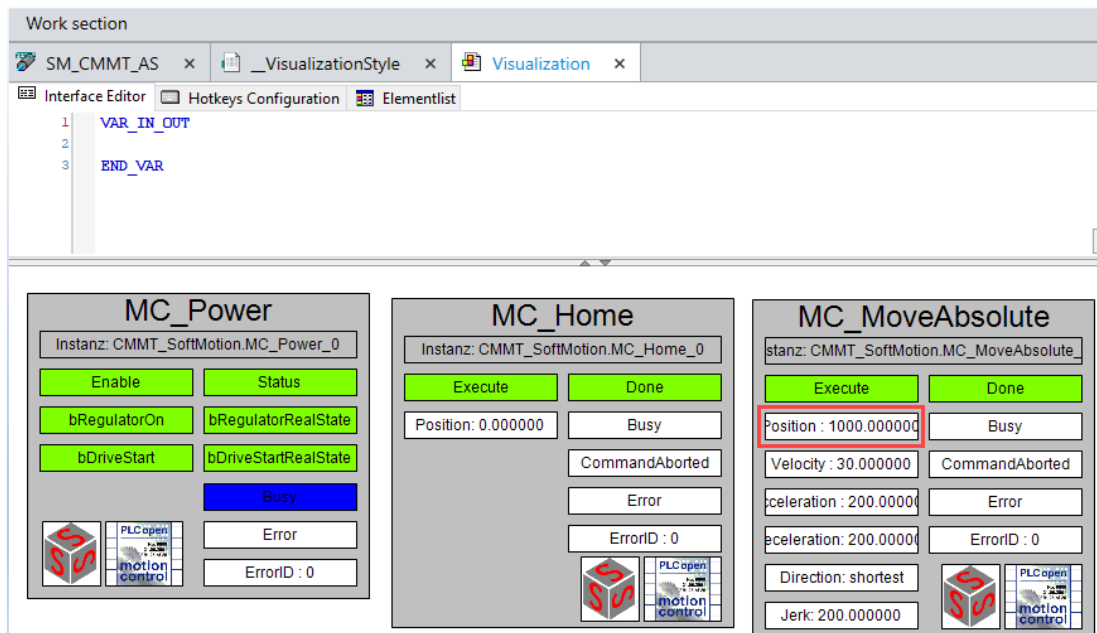 Work section
SM_CMMT_AS × __VisualizationStyle × Visualization ×
Interface Editor Hotkeys Configuration Elementlist
1 VAR_IN_OUT
2
3 END_VAR
MC_Power
Instanz: CMMT_SoftMotion.MC_Power_0
Enable Status
bRegulatorOn bRegulatorRealState
bDriveStart bDriveStartRealState
Busy
Error
ErrorID : 0
PLCopen
motion
control
MC_Home
Instanz: CMMT_SoftMotion.MC_Home_0
Execute Done
Position: 0.000000 Busy
CommandAborted
Error
ErrorID : 0
PLCopen
motion
control
MC_MoveAbsolute
stanz: CMMT_SoftMotion.MC_MoveAbsolute_
Execute Done
Position : 1000.000000 Busy
Velocity : 30.000000 CommandAborted
cceleration : 200.00000 Error
eceleration: 200.00000 ErrorID : 0
Direction: shortest
Jerk: 200.000000
PLCopen
motion
control